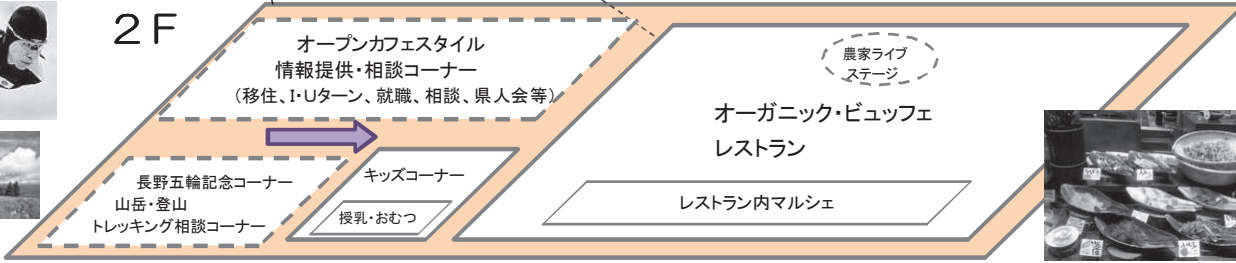 2F
オープンカフェスタイル
情報提供・相談コーナー
（移住、I・Uターン、就職、相談、県人会等）
長野五輪記念コーナー
山岳・登山
トレッキング相談コーナー
キッズコーナー
授乳・おむつ
農家ライブ
ステージ
オーガニック・ビュッフェ
レストラン
レストラン内マルシェ